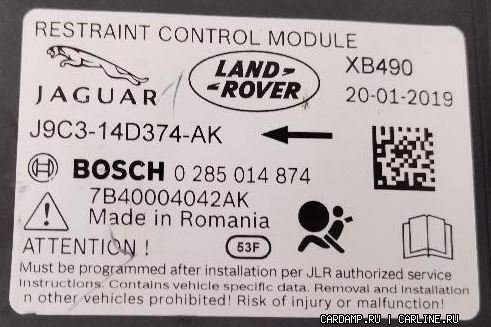 RESTRAINT CONTROL MODULE
JAGUAR
LAND ROVER
XB490
20-01-2019
J9C3-14D374-AK
BOSCH 0 285 014 874
7B40004042AK
Made in Romania
ATTENTION ! 53F
Must be programmed after installation per JLR authorized service
Instructions. Contains vehicle specific data. Removal and Installation
n other vehicles prohibited! Risk of injury or malfunction!
CARDAMP.RU | CARLINE.RU